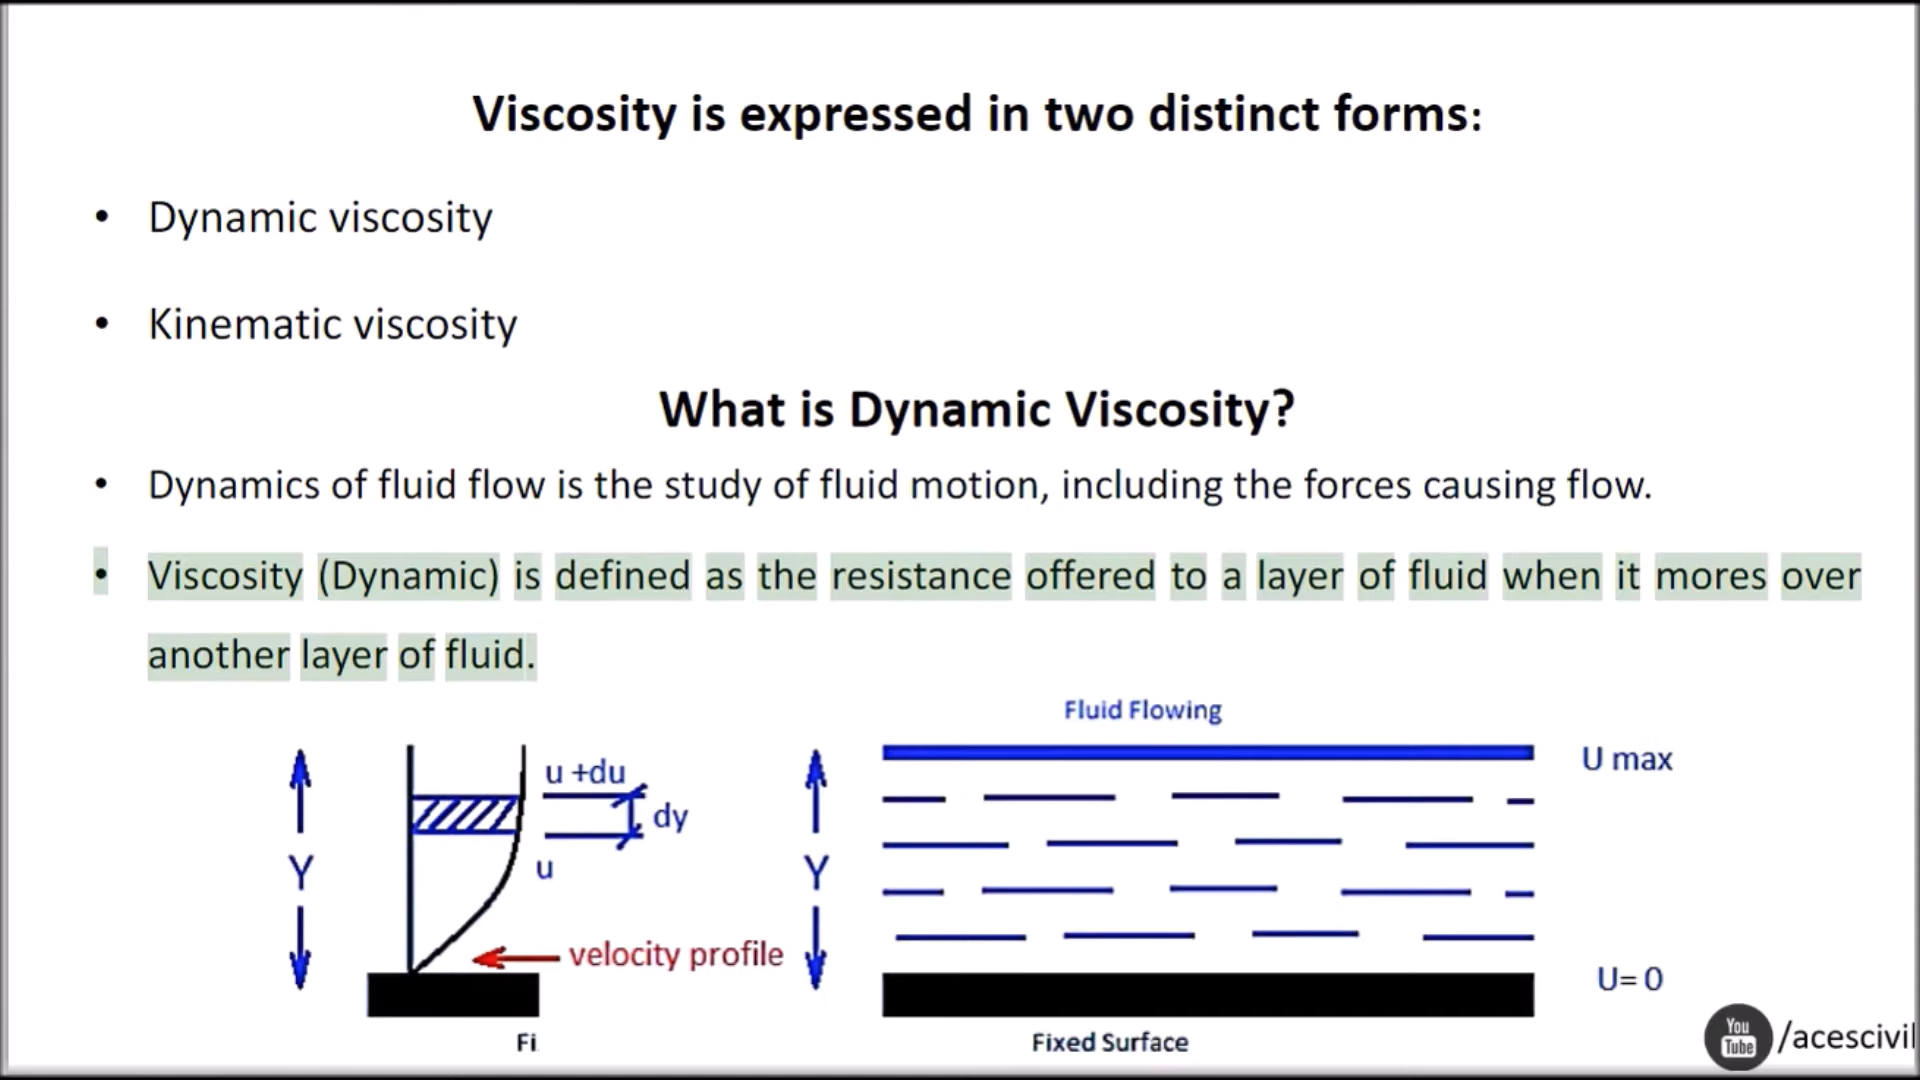 Viscosity is expressed in two distinct forms:
• Dynamic viscosity
• Kinematic viscosity
What is Dynamic Viscosity?
• Dynamics of fluid flow is the study of fluid motion, including the forces causing flow.
• Viscosity (Dynamic) is defined as the resistance offered to a layer of fluid when it mores over
another layer of fluid.
Fluid Flowing
u +du
dy
u
Y
velocity profile
Fi
Y
U max
U= 0
Fixed Surface
You
Tube
/acescivil